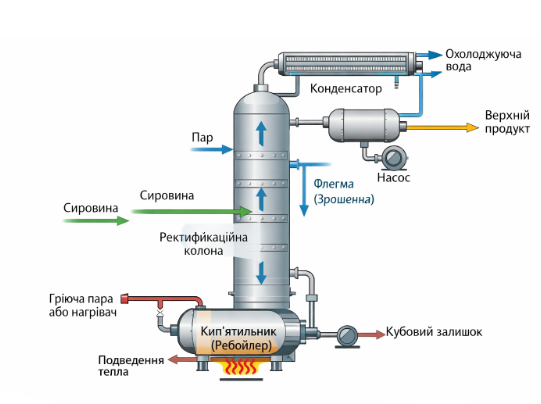 Охолоджуюча
вода
Конденсатор
Верхній
продукт
Пар
Насос
Флегма
(Зрошенна)
Сировина
Сировина
Ректифікаційна
колона
Гріюча пара
або нагрівач
Кип'ятильник
(Ребойлер)
Кубовий залишок
Подведення
тепла